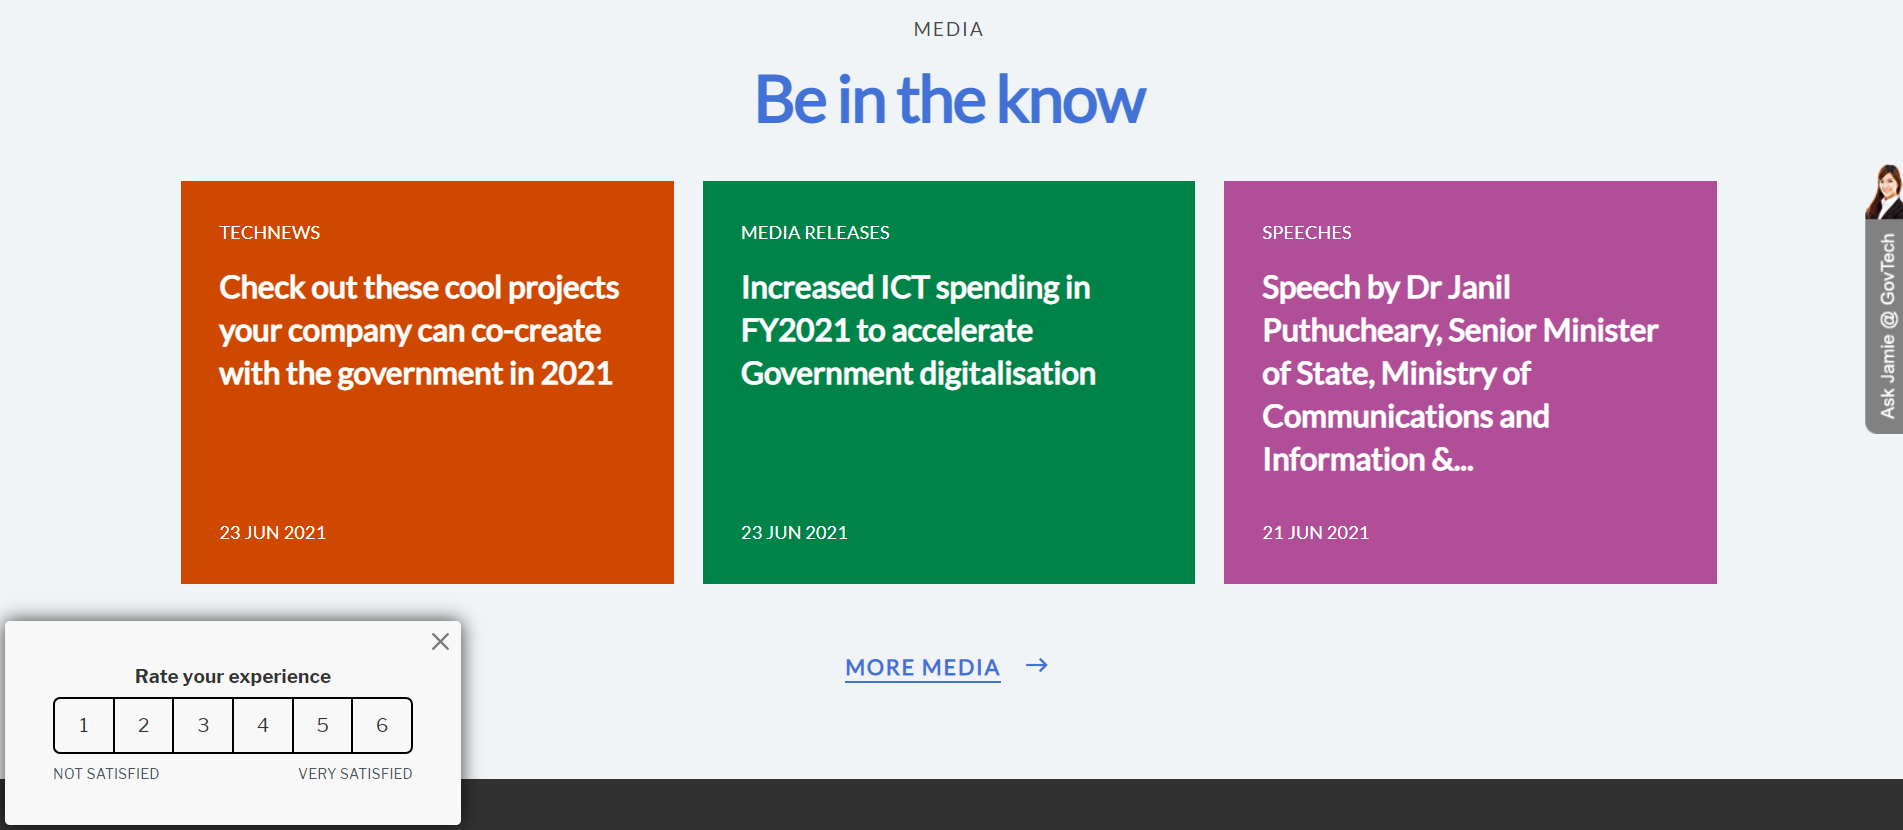 MEDIA
Be in the know
TECHNEWS
Check out these cool projects
your company can co-create
with the government in 2021
23 JUN 2021
MEDIA RELEASES
Increased ICT spending in
FY2021 to accelerate
Government digitalisation
23 JUN 2021
SPEECHES
Speech by Dr Janil
Puthucheary, Senior Minister
of State, Ministry of
Communications and
Information &...
21 JUN 2021
Ask Jamie @ GovTech
MORE MEDIA →
Rate your experience
1 2 3 4 5 6
NOT SATISFIED VERY SATISFIED